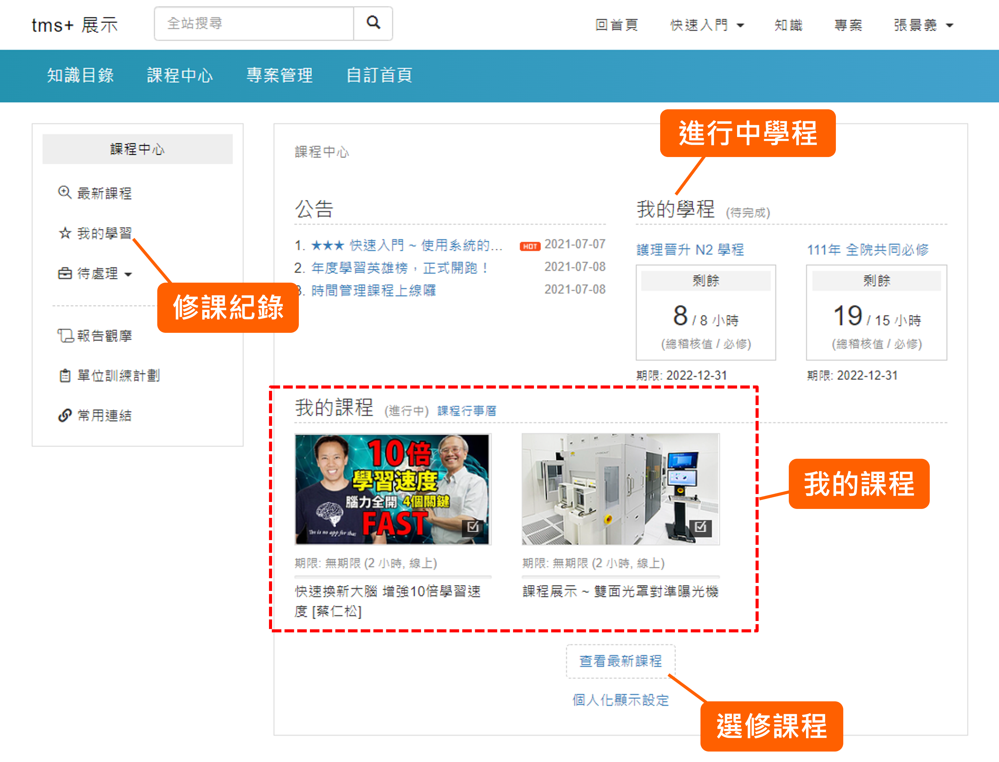 tms+ 展示
全站搜尋
回首頁 快速入門 知識 專案 張景義
知識目錄 課程中心 專案管理 自訂首頁
課程中心
最新課程
我的學習
待處理
報告觀摩
單位訓練計劃
常用連結
修課紀錄
進行中學程
課程中心
公告
1. ★★★ 快速入門 ~ 使用系統的... HOT 2021-07-07
2. 年度學習英雄榜，正式開跑！ 2021-07-08
3. 時間管理課程上線囉 2021-07-08
我的學程 (待完成)
護理晉升 N2 學程
剩餘
8 / 8 小時
(總稽核值 / 必修)
期限: 2022-12-31
111年 全院共同必修
剩餘
19 / 15 小時
(總稽核值 / 必修)
期限: 2022-12-31
我的課程 (進行中) 課程行事曆
10倍
學習速度
腦力全開 4個關鍵
FAST
There is no app for that
期限: 無期限 (2 小時, 線上)
快速換新大腦 增強10倍學習速
度 [蔡仁松]
期限: 無期限 (2 小時, 線上)
課程展示 ~ 雙面光罩對準曝光機
我的課程
查看最新課程
個人化顯示設定
選修課程